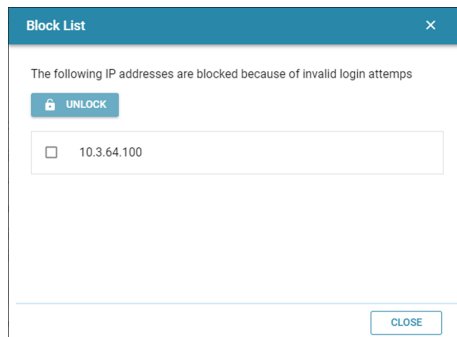 Block List
The following IP addresses are blocked because of invalid login attemps
UNLOCK
10.3.64.100
CLOSE